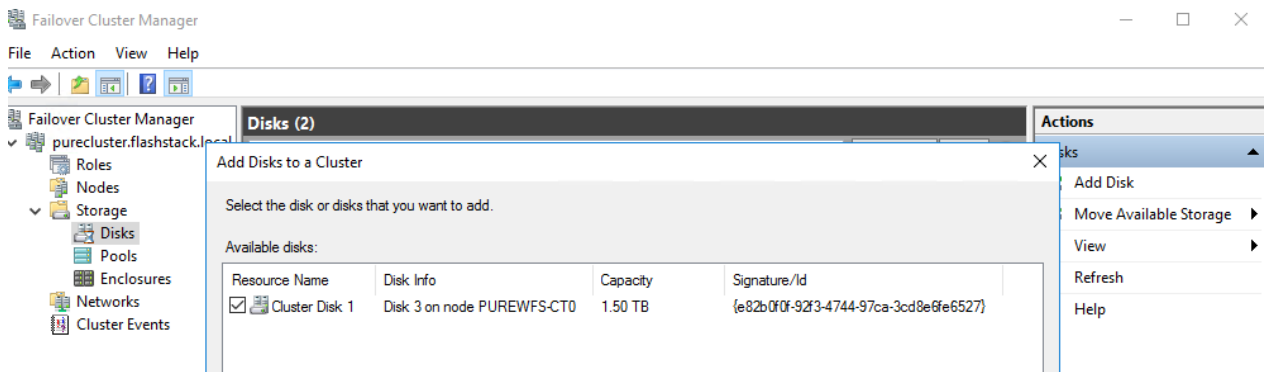 Failover Cluster Manager
File Action View Help
Failover Cluster Manager
purecluster.flashstack.local
Roles
Nodes
Storage
Disks
Pools
Enclosures
Networks
Cluster Events
Disks (2)
Add Disks to a Cluster
Select the disk or disks that you want to add.
Available disks:
Resource Name Disk Info Capacity Signature/Id
Cluster Disk 1 Disk 3 on node PUREWFS-CT0 1.50 TB {e82b0f0f-92f3-4744-97ca-3cd8e6fe6527}
Actions
sks
Add Disk
Move Available Storage
View
Refresh
Help